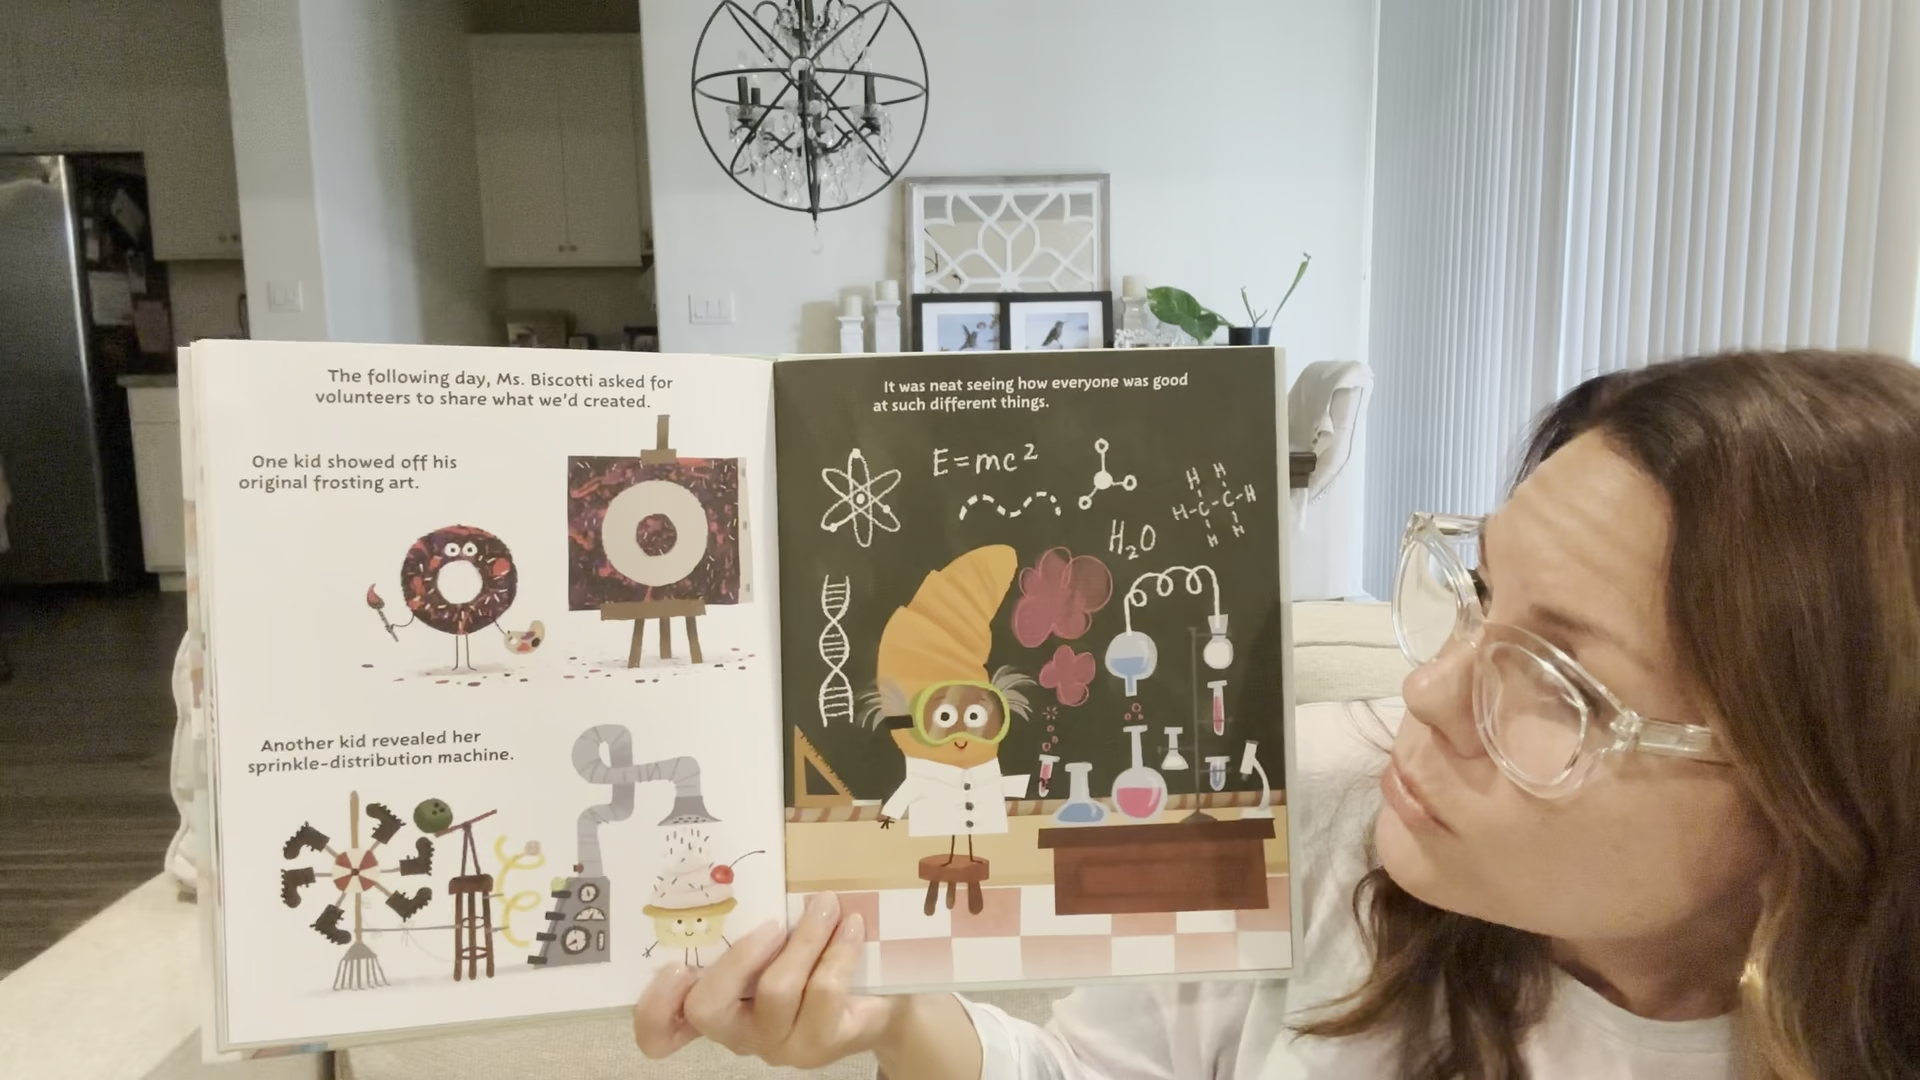 The following day, Ms. Biscotti asked for
volunteers to share what we'd created.
One kid showed off his
original frosting art.
Another kid revealed her
sprinkle-distribution machine.
It was neat seeing how everyone was good
at such different things.
E=mc²
H H
H-C-C-H
H H
H₂O